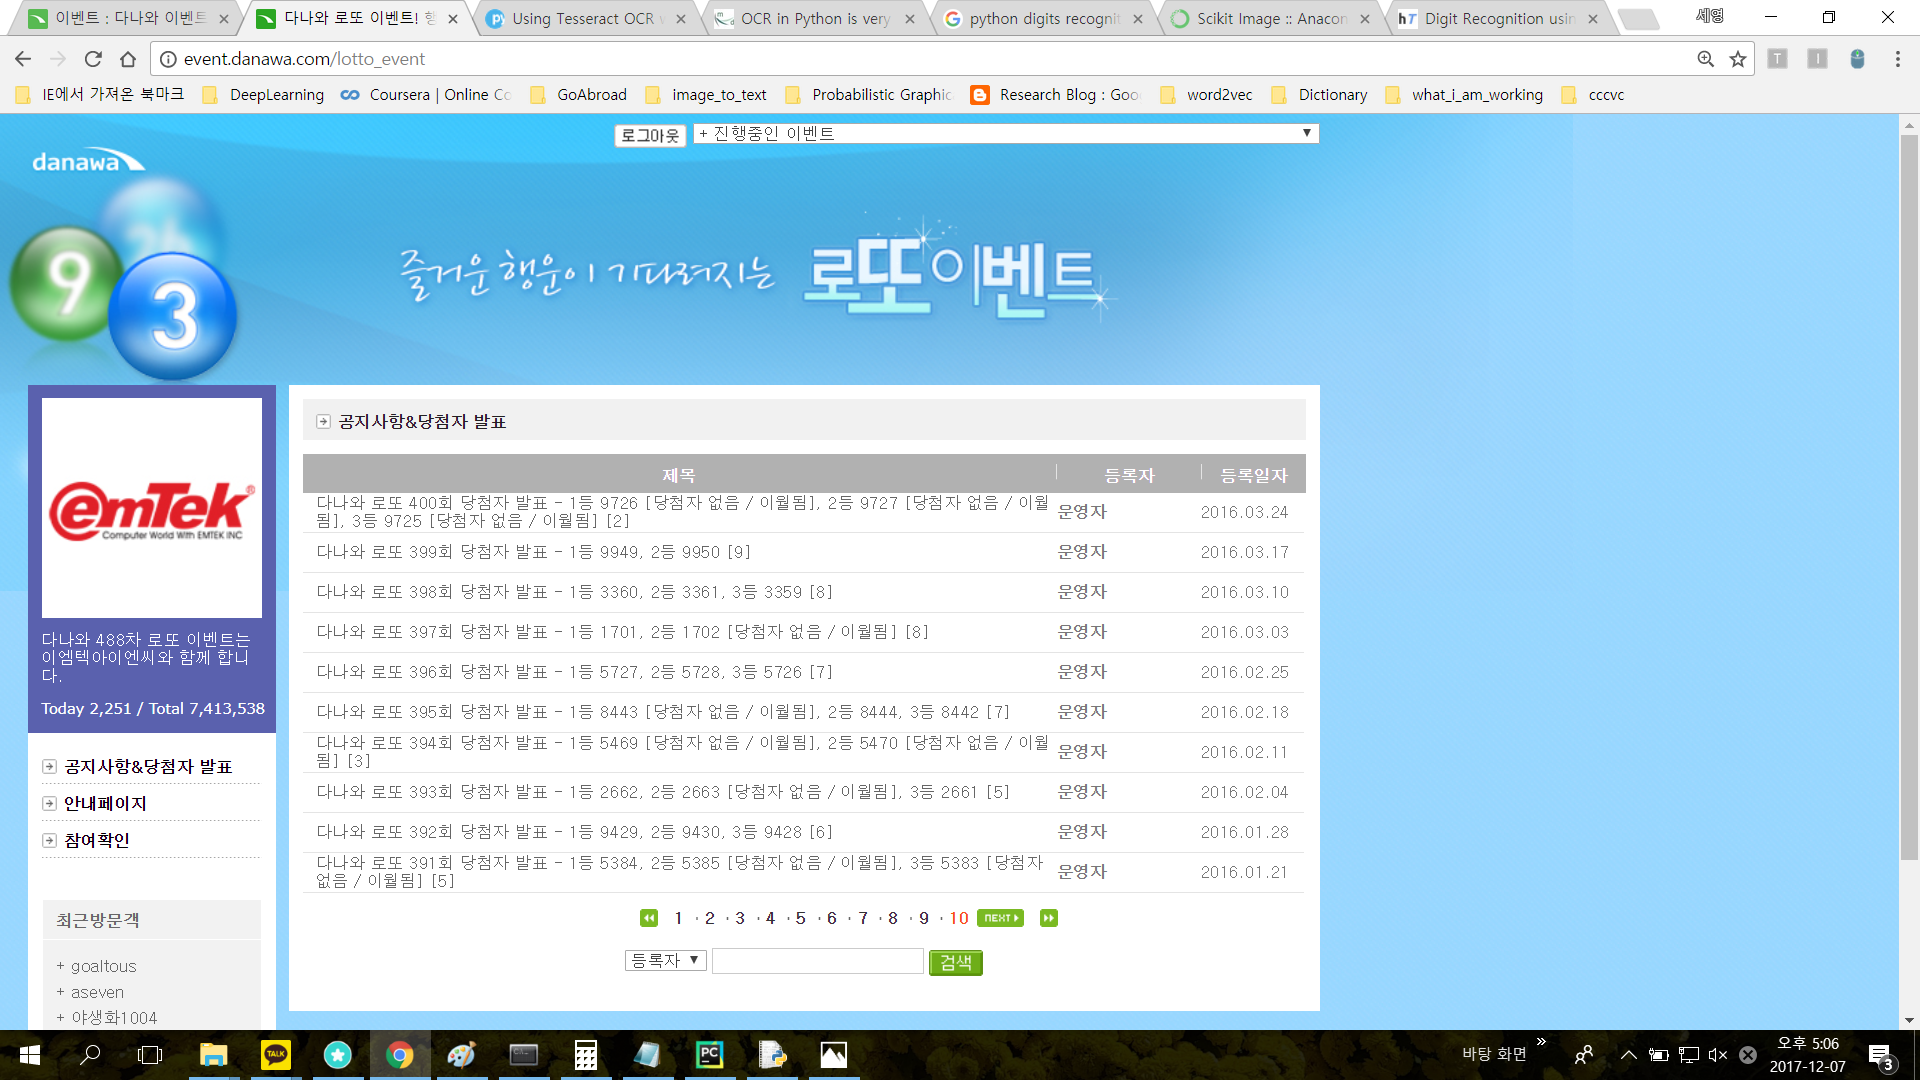 이벤트 : 다나와 이벤트
다나와 로또 이벤트! 행
Using Tesseract OCR w
OCR in Python is very
python digits recognit
Scikit Image :: Anacon
Digit Recognition usin
세영
event.danawa.com/lotto_event
IE에서 가져온 북마크
DeepLearning
Coursera | Online Co
GoAbroad
image_to_text
Probabilistic Graphic
Research Blog : Goo
word2vec
Dictionary
what_i_am_working
cccvc
로그아웃
+ 진행중인 이벤트
danawa
26
9
3
즐거운 행운이 기다려지는 로또이벤트
emTek
Computer World With EMTEK INC
다나와 488차 로또 이벤트는
이엠텍아이엔씨와 함께 합니
다.
Today 2,251 / Total 7,413,538
공지사항&당첨자 발표
안내페이지
참여확인
최근방문객
+ goaltous
+ aseven
+ 야생화1004
공지사항&당첨자 발표
제목 등록자 등록일자
다나와 로또 400회 당첨자 발표 - 1등 9726 [당첨자 없음 / 이월됨], 2등 9727 [당첨자 없음 / 이월
됨], 3등 9725 [당첨자 없음 / 이월됨] [2] 운영자 2016.03.24
다나와 로또 399회 당첨자 발표 - 1등 9949, 2등 9950 [9] 운영자 2016.03.17
다나와 로또 398회 당첨자 발표 - 1등 3360, 2등 3361, 3등 3359 [8] 운영자 2016.03.10
다나와 로또 397회 당첨자 발표 - 1등 1701, 2등 1702 [당첨자 없음 / 이월됨] [8] 운영자 2016.03.03
다나와 로또 396회 당첨자 발표 - 1등 5727, 2등 5728, 3등 5726 [7] 운영자 2016.02.25
다나와 로또 395회 당첨자 발표 - 1등 8443 [당첨자 없음 / 이월됨], 2등 8444, 3등 8442 [7] 운영자 2016.02.18
다나와 로또 394회 당첨자 발표 - 1등 5469 [당첨자 없음 / 이월됨], 2등 5470 [당첨자 없음 / 이월
됨] [3] 운영자 2016.02.11
다나와 로또 393회 당첨자 발표 - 1등 2662, 2등 2663 [당첨자 없음 / 이월됨], 3등 2661 [5] 운영자 2016.02.04
다나와 로또 392회 당첨자 발표 - 1등 9429, 2등 9430, 3등 9428 [6] 운영자 2016.01.28
다나와 로또 391회 당첨자 발표 - 1등 5384, 2등 5385 [당첨자 없음 / 이월됨], 3등 5383 [당첨자
없음 / 이월됨] [5] 운영자 2016.01.21
1 · 2 · 3 · 4 · 5 · 6 · 7 · 8 · 9 · 10 NEXT
등록자 검색
바탕 화면
오후 5:06
2017-12-07
3